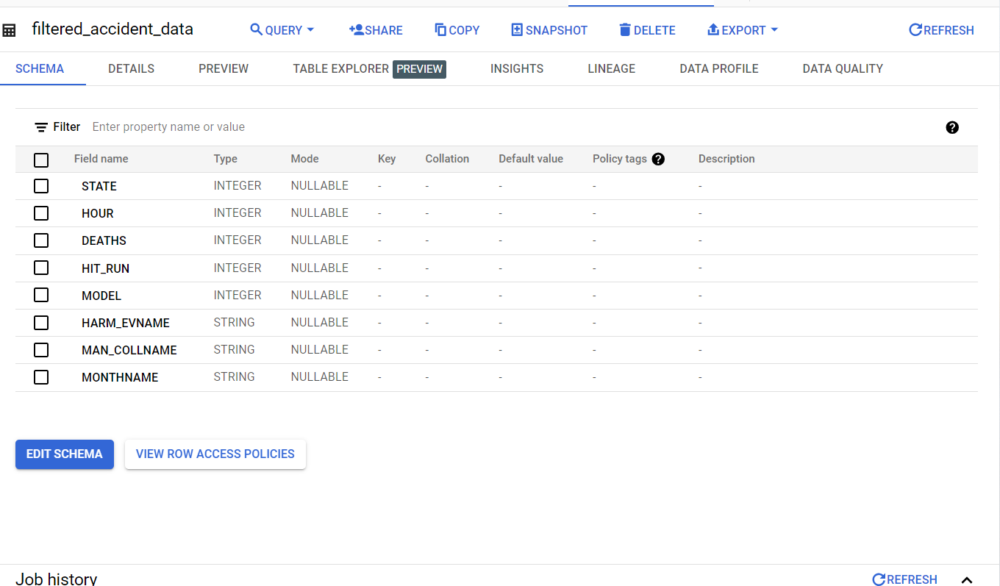 filtered_accident_data QUERY SHARE COPY SNAPSHOT DELETE EXPORT REFRESH
SCHEMA DETAILS PREVIEW TABLE EXPLORER PREVIEW INSIGHTS LINEAGE DATA PROFILE DATA QUALITY
Filter Enter property name or value ?
Field name Type Mode Key Collation Default value Policy tags ? Description
STATE INTEGER NULLABLE - - - - -
HOUR INTEGER NULLABLE - - - - -
DEATHS INTEGER NULLABLE - - - - -
HIT_RUN INTEGER NULLABLE - - - - -
MODEL INTEGER NULLABLE - - - - -
HARM_EVNAME STRING NULLABLE - - - - -
MAN_COLLNAME STRING NULLABLE - - - - -
MONTHNAME STRING NULLABLE - - - - -
EDIT SCHEMA VIEW ROW ACCESS POLICIES
Job history REFRESH